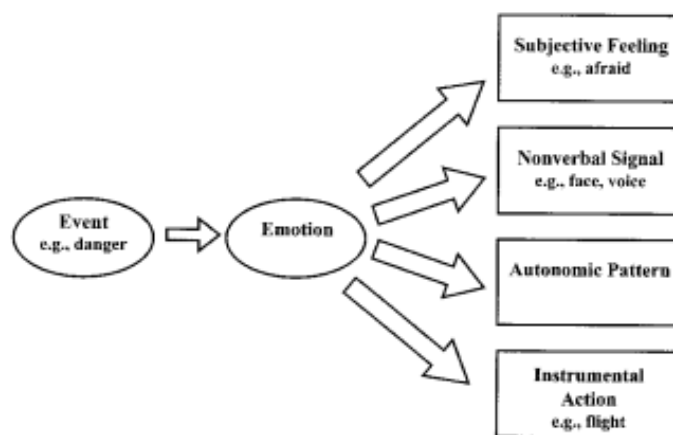 Subjective Feeling
e.g., afraid
Nonverbal Signal
e.g., face, voice
Event
e.g., danger
Emotion
Autonomic Pattern
Instrumental
Action
e.g., flight